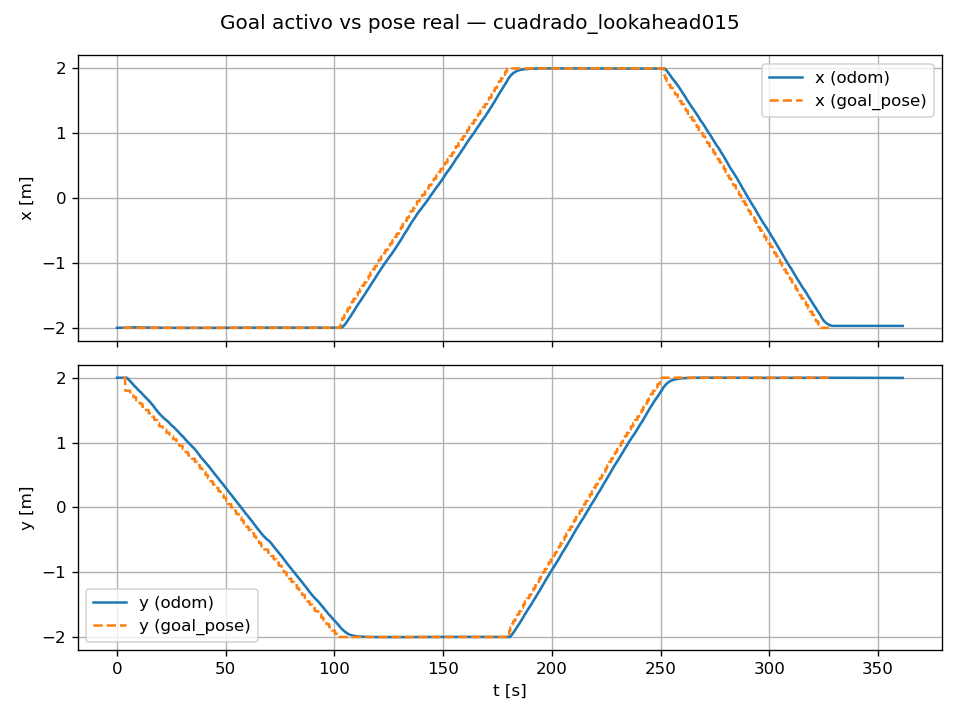 Goal activo vs pose real — cuadrado_lookahead015
2
1
0
−1
−2
x [m]
x (odom)
x (goal_pose)
2
1
0
−1
−2
y [m]
y (odom)
y (goal_pose)
0 50 100 150 200 250 300 350
t [s]